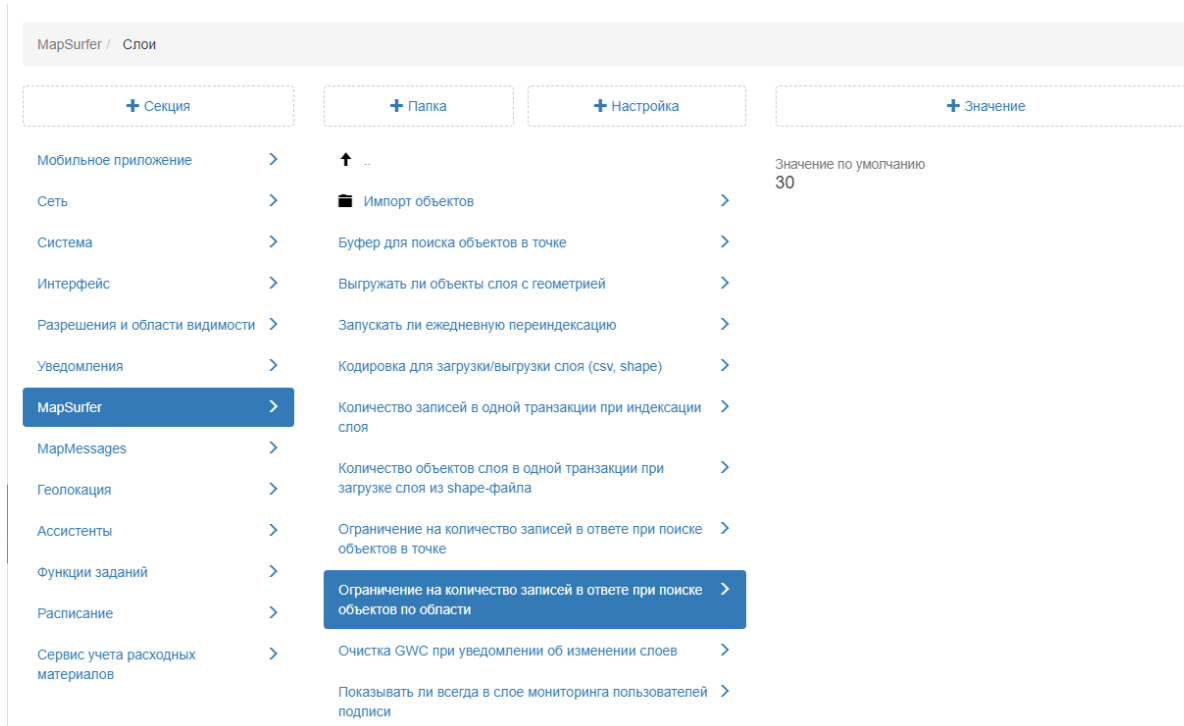 MapSurfer / Слои
+ Секция
+ Папка
+ Настройка
+ Значение
Мобильное приложение
Сеть
Система
Интерфейс
Разрешения и области видимости
Уведомления
MapSurfer
MapMessages
Геолокация
Ассистенты
Функции заданий
Расписание
Сервис учета расходных
материалов
..
Импорт объектов
Буфер для поиска объектов в точке
Выгружать ли объекты слоя с геометрией
Запускать ли ежедневную переиндексацию
Кодировка для загрузки/выгрузки слоя (csv, shape)
Количество записей в одной транзакции при индексации
слоя
Количество объектов слоя в одной транзакции при
загрузке слоя из shape-файла
Ограничение на количество записей в ответе при поиске
объектов в точке
Ограничение на количество записей в ответе при поиске
объектов по области
Очистка GWC при уведомлении об изменении слоев
Показывать ли всегда в слое мониторинга пользователей
подписи
Значение по умолчанию
30